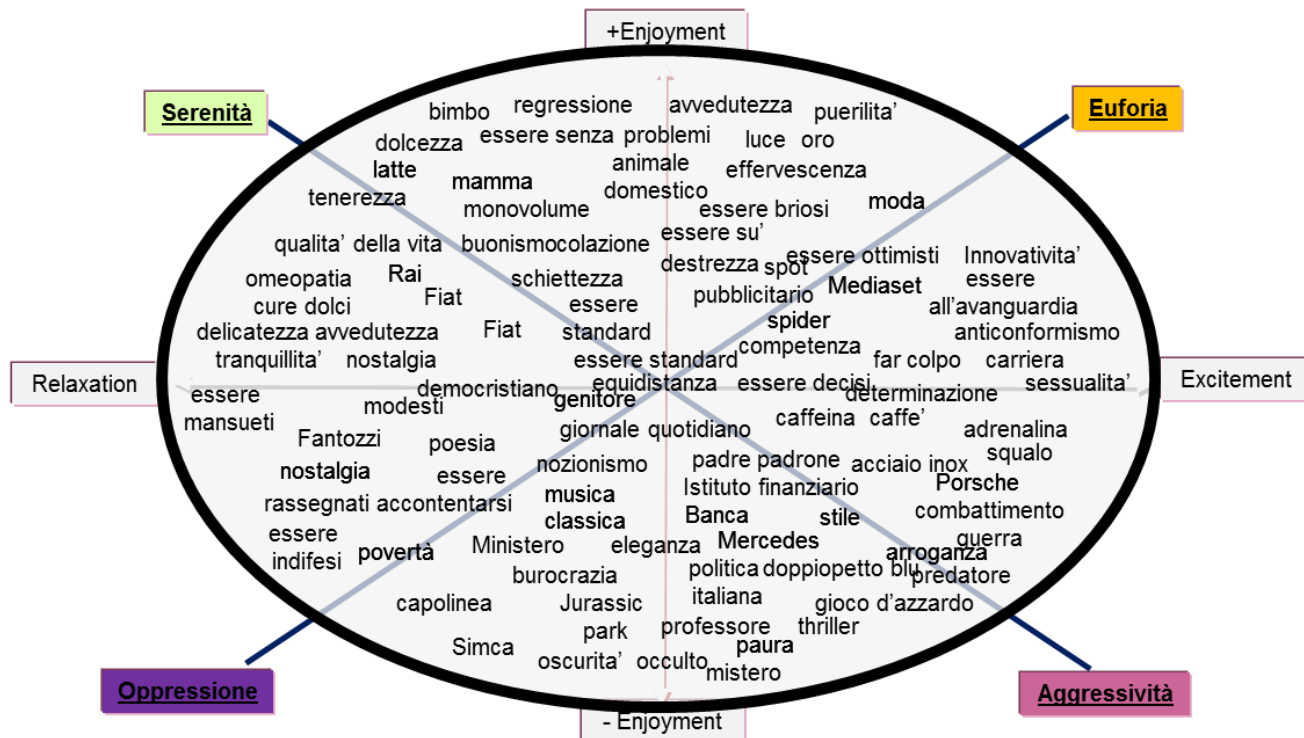 +Enjoyment
Serenità
Euforia
bimbo regressione avvedutezza puerilita’
dolcezza essere senza problemi luce oro
latte mamma animale effervescenza
tenerezza domestico moda
monovolume essere briosi
essere su’
qualita’ della vita buonismocolazione essere ottimisti Innovativita’
omeopatia Rai schiettezza destrezza spot essere
cure dolci Fiat essere pubblicitario Mediaset all’avanguardia
delicatezza avvedutezza Fiat standard spider anticonformismo
tranquillita’ nostalgia essere standard competenza far colpo carriera
Relaxation equidistanza essere decisi sessualita’ Excitement
essere democristiano genitore determinazione
mansueti modesti caffeina caffe’
Fantozzi poesia giornale quotidiano adrenalina
nostalgia essere nozionismo padre padrone acciaio inox squalo
rassegnati accontentarsi musica Istituto finanziario Porsche
essere classica Banca stile combattimento
indifesi povertà Ministero eleganza Mercedes arroganza guerra
burocrazia politica doppiopetto blu predatore
capolinea Jurassic italiana gioco d’azzardo
Simca park professore thriller
oscurita’ occulto paura
mistero
Oppressione
Aggressività
- Enjoyment